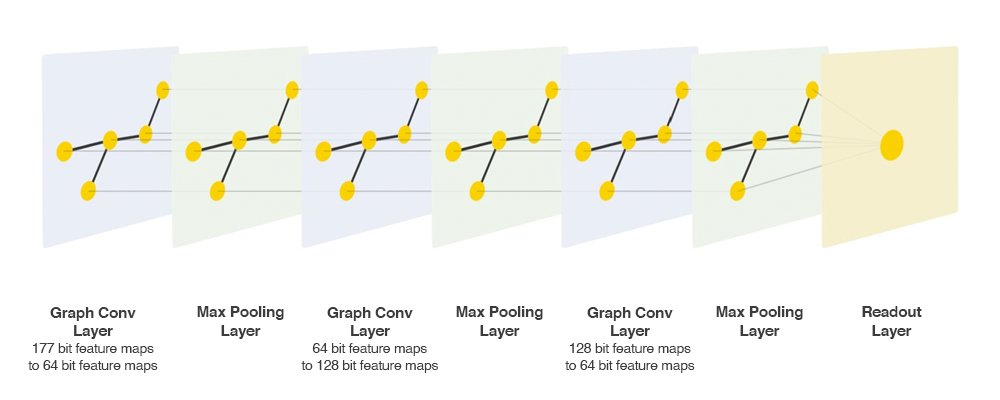 Graph Conv
Layer
177 bit feature maps
to 64 bit feature maps
Max Pooling
Layer
Graph Conv
Layer
64 bit feature maps
to 128 bit feature maps
Max Pooling
Layer
Graph Conv
Layer
128 bit feature maps
to 64 bit feature maps
Max Pooling
Layer
Readout
Layer